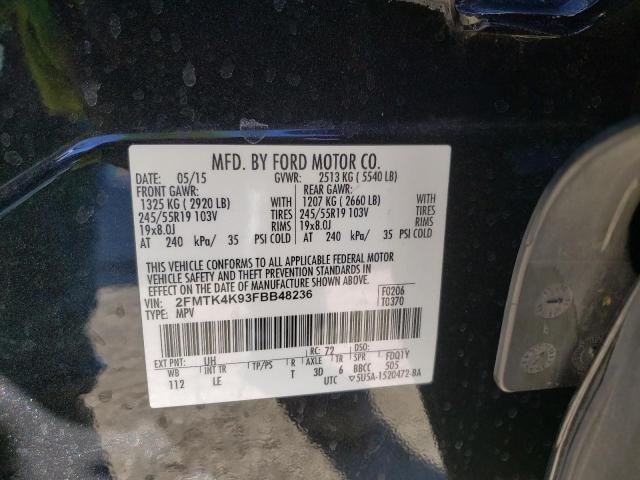 MFD. BY FORD MOTOR CO.
DATE: 05/15 GVWR: 2513 KG ( 5540 LB)
FRONT GAWR: REAR GAWR:
1325 KG ( 2920 LB) WITH 1207 KG ( 2660 LB) WITH
245/55R19 103V TIRES 245/55R19 103V TIRES
19x8.0J RIMS 19x8.0J RIMS
AT 240 kPa/ 35 PSI COLD AT 240 kPa/ 35 PSI COLD
THIS VEHICLE CONFORMS TO ALL APPLICABLE FEDERAL MOTOR
VEHICLE SAFETY AND THEFT PREVENTION STANDARDS IN
EFFECT ON THE DATE OF MANUFACTURE SHOWN ABOVE.
VIN: 2FMTK4K93FBB48236 F0206
TYPE: MPV T0370
EXT PNT: UH RC: 72 DSO:
WB INT TR TP/PS R AXLE TR SPR FDQ1Y
112 LE T 3D 6 BBCC 505
UTC 5U5A-1520472-BA